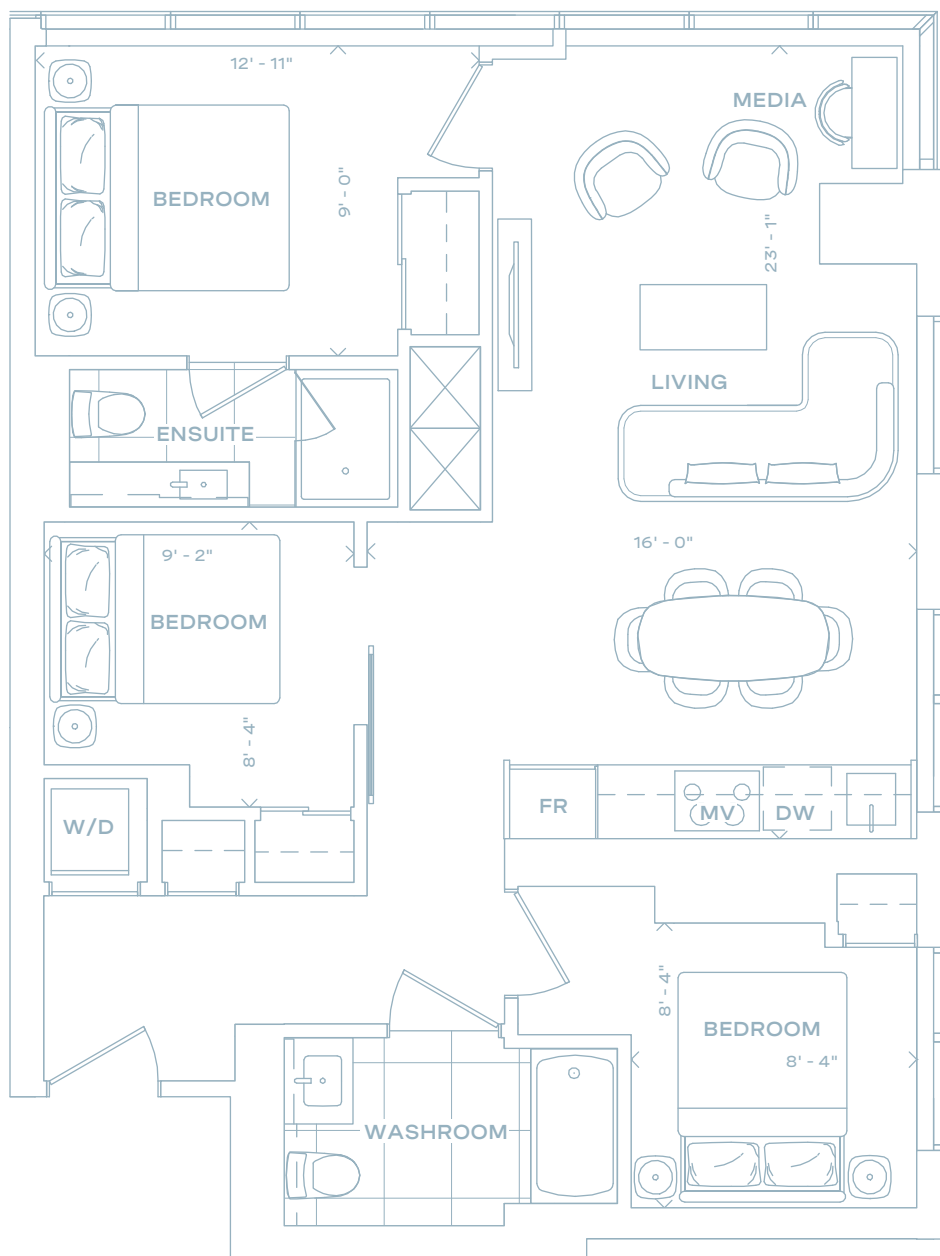 12' - 11"
MEDIA
BEDROOM
9' - 0"
23' - 1"
LIVING
ENSUITE
16' - 0"
9' - 2"
BEDROOM
8' - 4"
FR
MV
DW
W/D
8' - 4"
BEDROOM
8' - 4"
WASHROOM